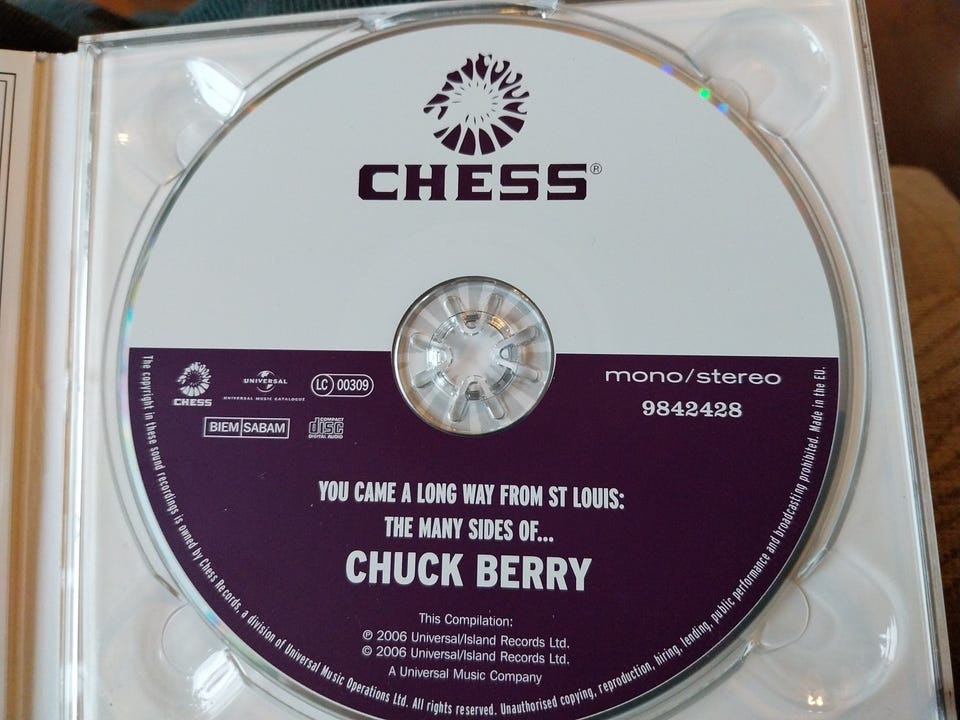 CHESS®
CHESS
UNIVERSAL
UNIVERSAL MUSIC CATALOGUE
LC 00309
BIEM SABAM
COMPACT
disc
DIGITAL AUDIO
mono/stereo
9842428
YOU CAME A LONG WAY FROM ST LOUIS:
THE MANY SIDES OF...
CHUCK BERRY
This Compilation:
℗ 2006 Universal/Island Records Ltd.
© 2006 Universal/Island Records Ltd.
A Universal Music Company
The copyright in these sound recordings is owned by Chess Records, a division of Universal Music Operations Ltd. All rights reserved. Unauthorised copying, reproduction, hiring, lending, public performance and broadcasting prohibited. Made in the EU.